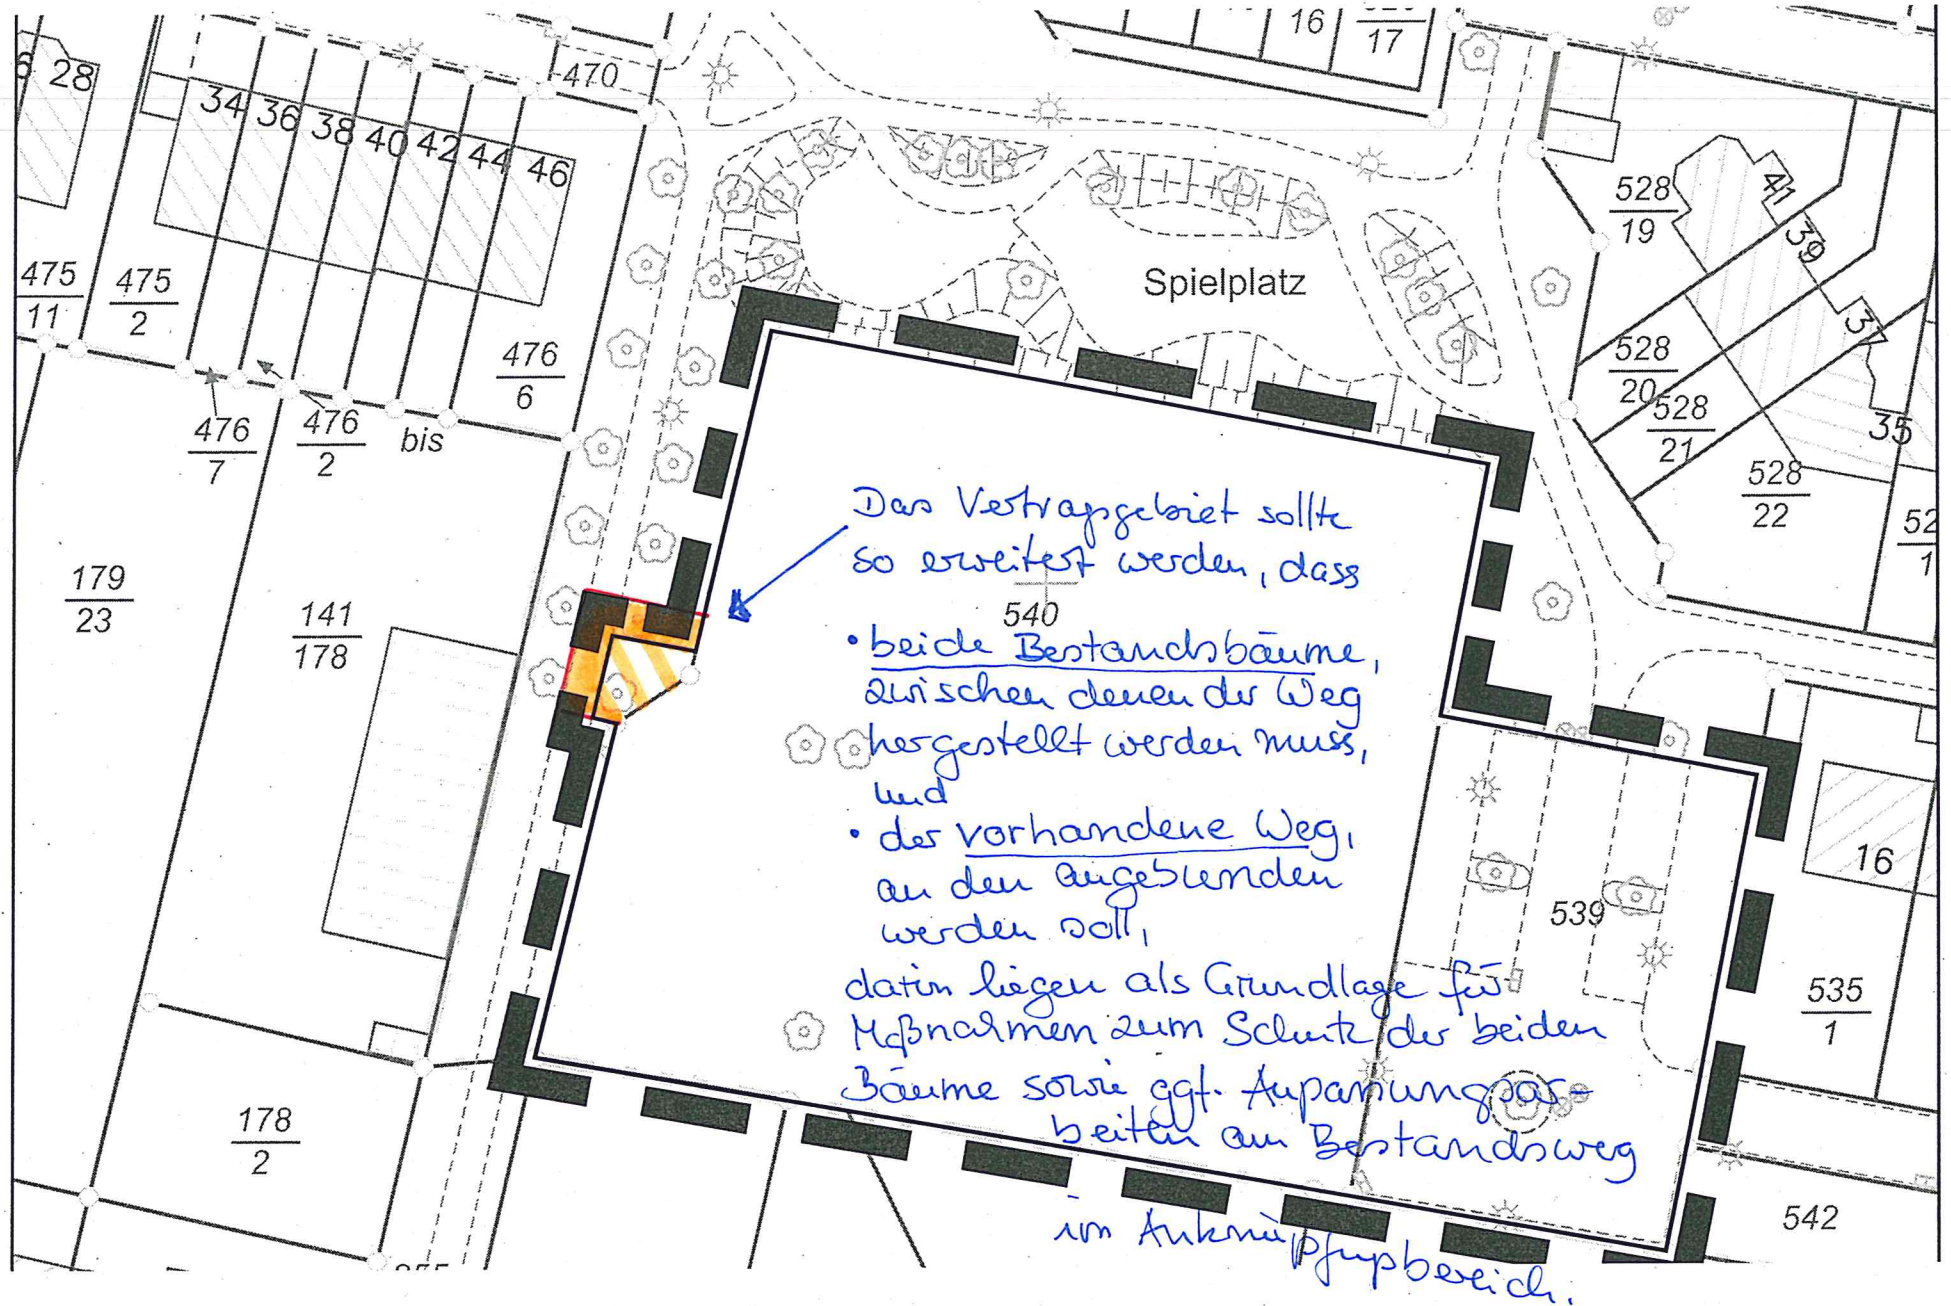 16
17
470
6
28
34 36 38 40 42 44 46
528
19
41
39
37
35
475
11
475
2
Spielplatz
476
6
528
20
528
21
528
22
52
1
476
7
476
2
bis
Das Vertragsgebiet sollte
so erweitert werden, dass
179
23
141
178
540
• beide Bestandsbäume,
zwischen denen der Weg
hergestellt werden muss,
und
• der vorhandene Weg,
an den angebunden
werden soll,
darin liegen als Grundlage für
Maßnahmen zum Schutz der beiden
Bäume sowie ggf. Anpassungsar-
beiten am Bestandsweg
im Anknüpfungsbereich.
16
539
535
1
178
2
542